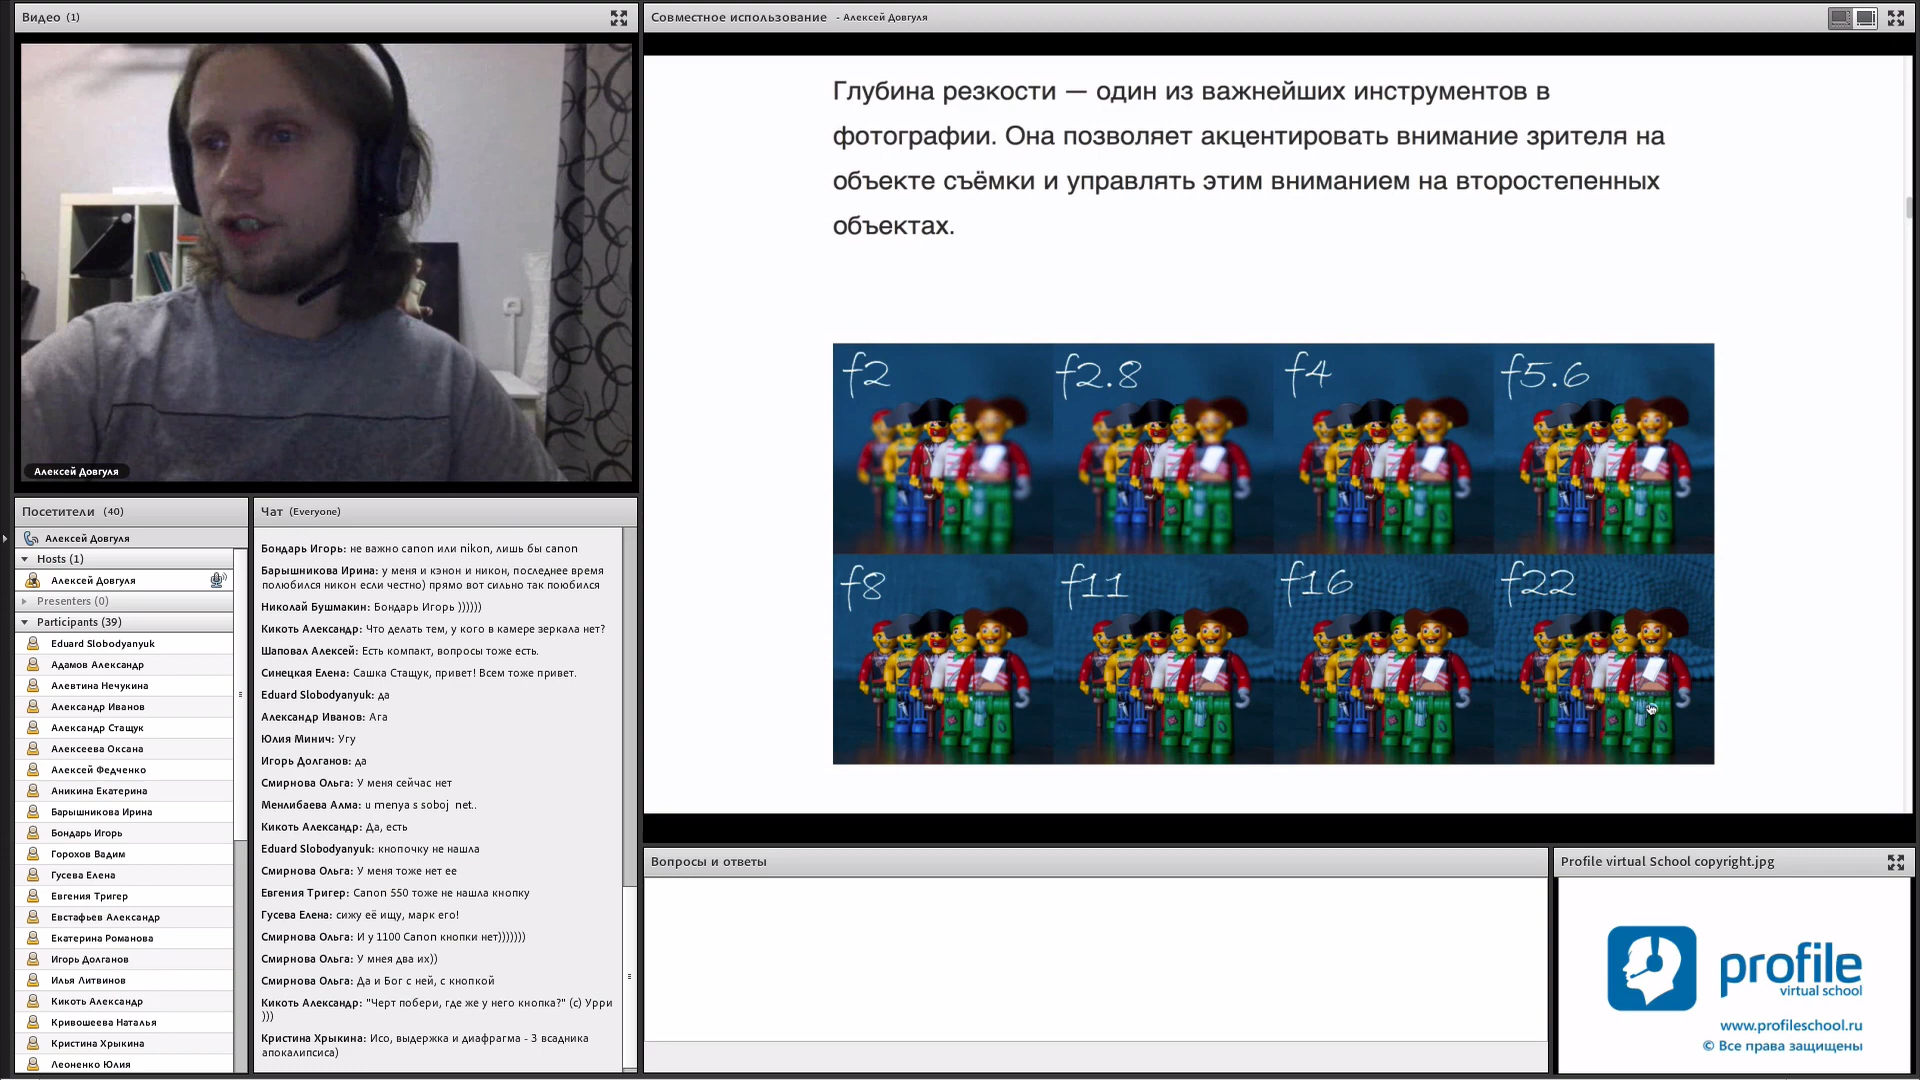 Видео (1)
Алексей Довгуля
Посетители (40)
Алексей Довгуля
Hosts (1)
Алексей Довгуля
Presenters (0)
Participants (39)
Eduard Slobodyanyuk
Адамов Александр
Алевтина Нечукина
Александр Иванов
Александр Стащук
Алексеева Оксана
Алексей Федченко
Аникина Екатерина
Барышникова Ирина
Бондарь Игорь
Горохов Вадим
Гусева Елена
Евгения Тригер
Евстафьев Александр
Екатерина Романова
Игорь Долганов
Илья Литвинов
Кикоть Александр
Кривошеева Наталья
Кристина Хрыкина
Леоненко Юлия
Чат (Everyone)
Бондарь Игорь: не важно canon или nikon, лишь бы canon
Барышникова Ирина: у меня и кэнон и никон, последнее время
полюбился никон если честно) прямо вот сильно так поюбился
Николай Бушмакин: Бондарь Игорь ))))))
Кикоть Александр: Что делать тем, у кого в камере зеркала нет?
Шаповал Алексей: Есть компакт, вопросы тоже есть.
Синецкая Елена: Сашка Стащук, привет! Всем тоже привет.
Eduard Slobodyanyuk: да
Александр Иванов: Ага
Юлия Минич: Угу
Игорь Долганов: да
Смирнова Ольга: У меня сейчас нет
Менлибаева Алма: u menya s soboj net..
Кикоть Александр: Да, есть
Eduard Slobodyanyuk: кнопочку не нашла
Смирнова Ольга: У меня тоже нет ее
Евгения Тригер: Canon 550 тоже не нашла кнопку
Гусева Елена: сижу её ищу, марк его!
Смирнова Ольга: И у 1100 Canon кнопки нет)))))))
Смирнова Ольга: У мнея два их))
Смирнова Ольга: Да и Бог с ней, с кнопкой
Кикоть Александр: "Черт побери, где же у него кнопка?" (с) Урри
)))
Кристина Хрыкина: Исо, выдержка и диафрагма - 3 всадника
апокалипсиса)
Совместное использование - Алексей Довгуля
Глубина резкости — один из важнейших инструментов в
фотографии. Она позволяет акцентировать внимание зрителя на
объекте съёмки и управлять этим вниманием на второстепенных
объектах.
f2 f2.8 f4 f5.6
f8 f11 f16 f22
Вопросы и ответы
Profile virtual School copyright.jpg
profile
virtual school
www.profileschool.ru
© Все права защищены